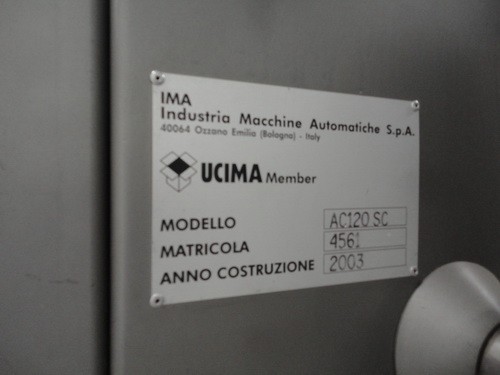 IMA
Industria Macchine Automatiche S.p.A.
40064 Ozzano Emilia (Bologna) - Italy
UCIMA Member
MODELLO AC120 SC
MATRICOLA 4561
ANNO COSTRUZIONE 2003